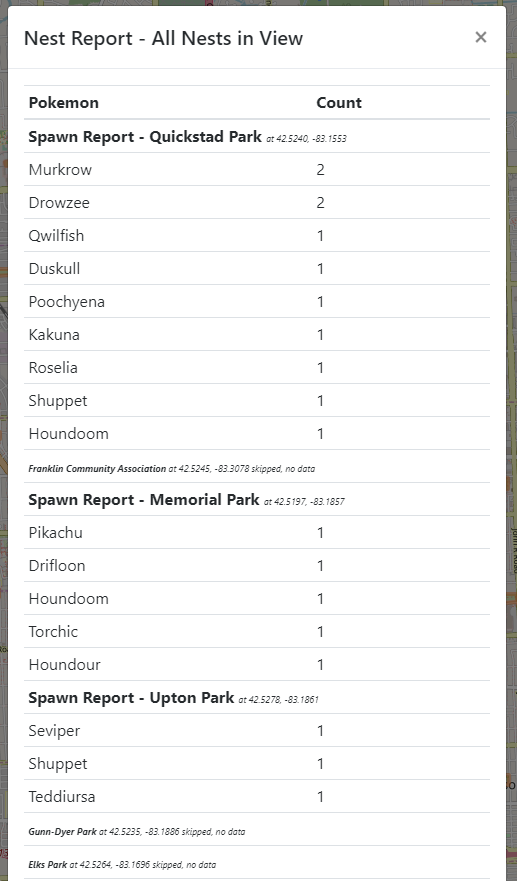 Nest Report - All Nests in View ×
Pokemon Count
Spawn Report - Quickstad Park at 42.5240, -83.1553
Murkrow 2
Drowzee 2
Qwilfish 1
Duskull 1
Poochyena 1
Kakuna 1
Roselia 1
Shuppet 1
Houndoom 1
Franklin Community Association at 42.5245, -83.3078 skipped, no data
Spawn Report - Memorial Park at 42.5197, -83.1857
Pikachu 1
Drifloon 1
Houndoom 1
Torchic 1
Houndour 1
Spawn Report - Upton Park at 42.5278, -83.1861
Seviper 1
Shuppet 1
Teddiursa 1
Gunn-Dyer Park at 42.5235, -83.1886 skipped, no data
Elks Park at 42.5264, -83.1696 skipped, no data